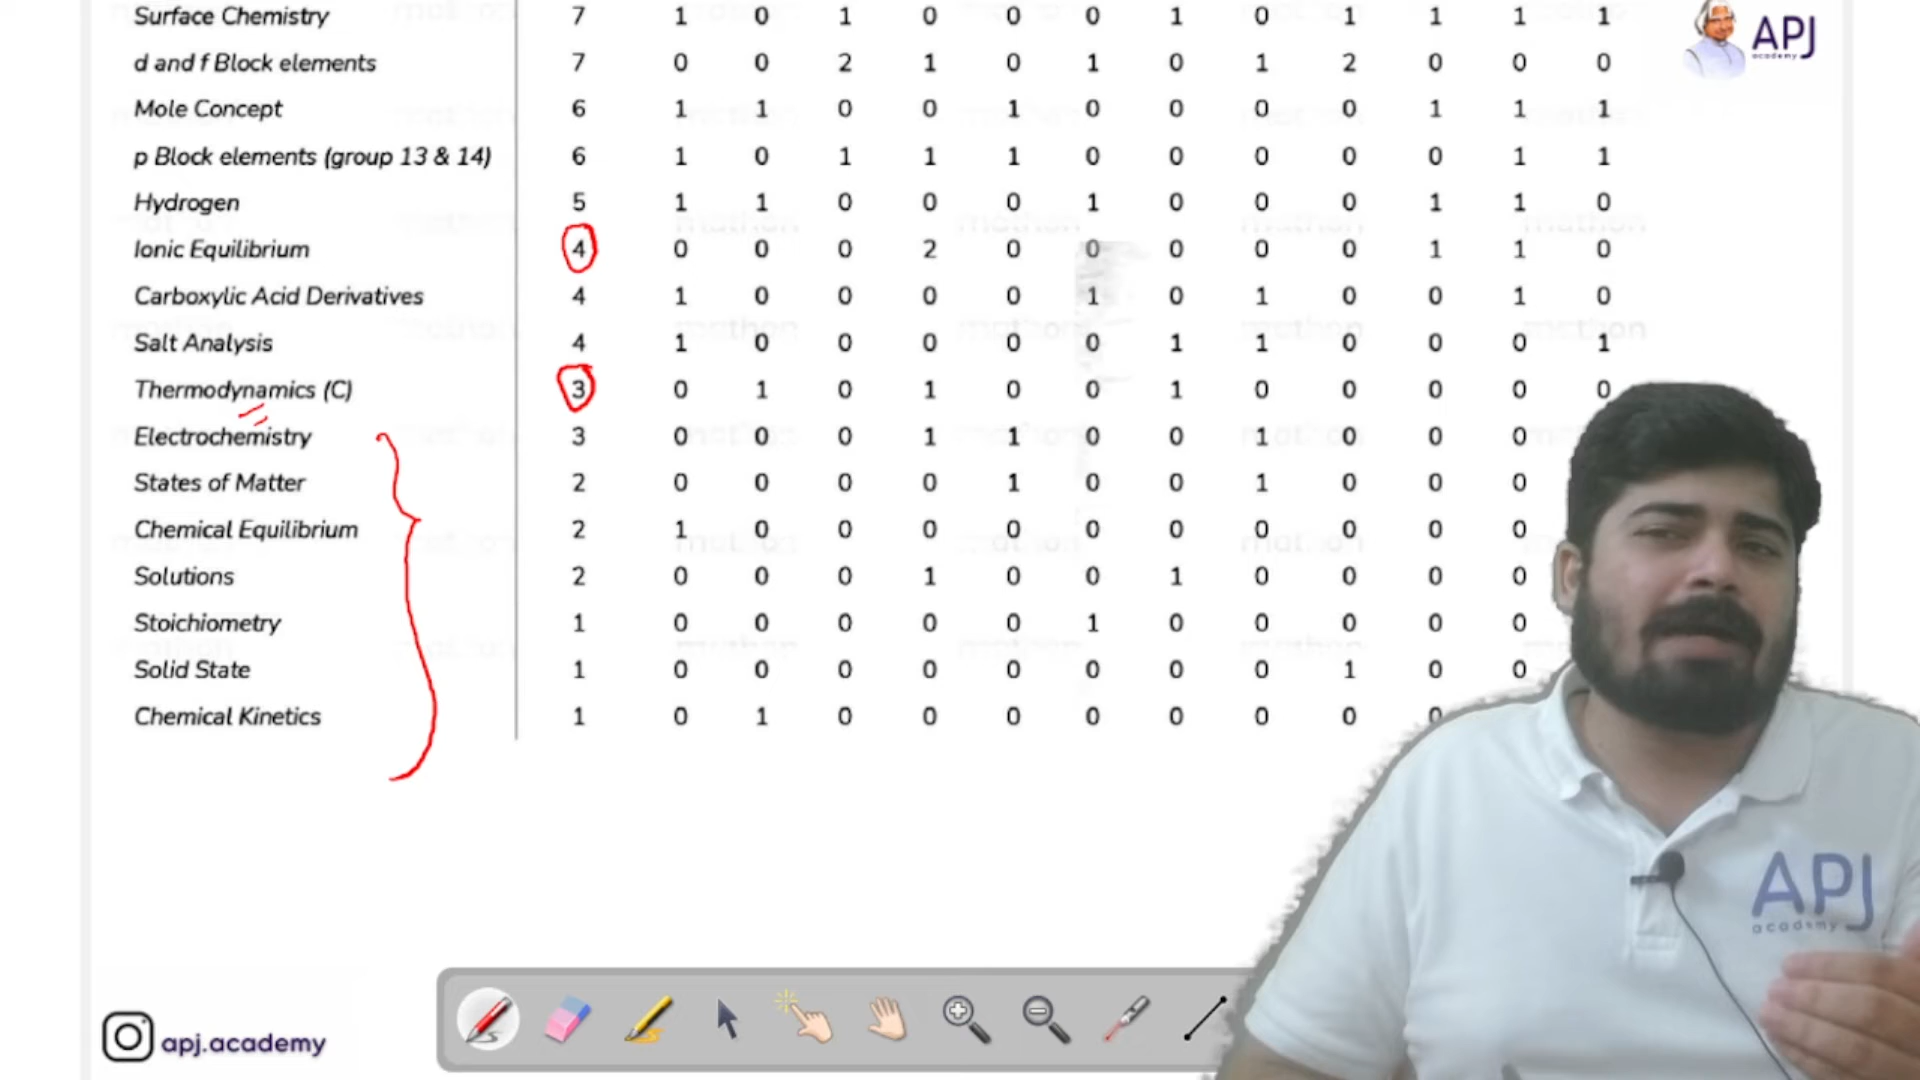 Surface Chemistry 7 1 0 1 0 0 0 1 0 1 1 1 1
APJ
academy
d and f Block elements 7 0 0 2 1 0 1 0 1 2 0 0 0
Mole Concept 6 1 1 0 0 1 0 0 0 0 1 1 1
p Block elements (group 13 & 14) 6 1 0 1 1 1 0 0 0 0 0 1 1
Hydrogen 5 1 1 0 0 0 1 0 0 0 1 1 0
Ionic Equilibrium 4 0 0 0 2 0 0 0 0 0 1 1 0
Carboxylic Acid Derivatives 4 1 0 0 0 0 1 0 1 0 0 1 0
Salt Analysis 4 1 0 0 0 0 0 1 1 0 0 0 1
Thermodynamics (C) 3 0 1 0 1 0 0 1 0 0 0 0 0
Electrochemistry 3 0 0 0 1 1 0 0 1 0 0 0
States of Matter 2 0 0 0 0 1 0 0 1 0 0 0
Chemical Equilibrium 2 1 0 0 0 0 0 0 0 0 0 0
Solutions 2 0 0 0 1 0 0 1 0 0 0 0
Stoichiometry 1 0 0 0 0 0 1 0 0 0 0 0
Solid State 1 0 0 0 0 0 0 0 0 1 0 0
Chemical Kinetics 1 0 1 0 0 0 0 0 0 0 0
APJ
academy
apj.academy